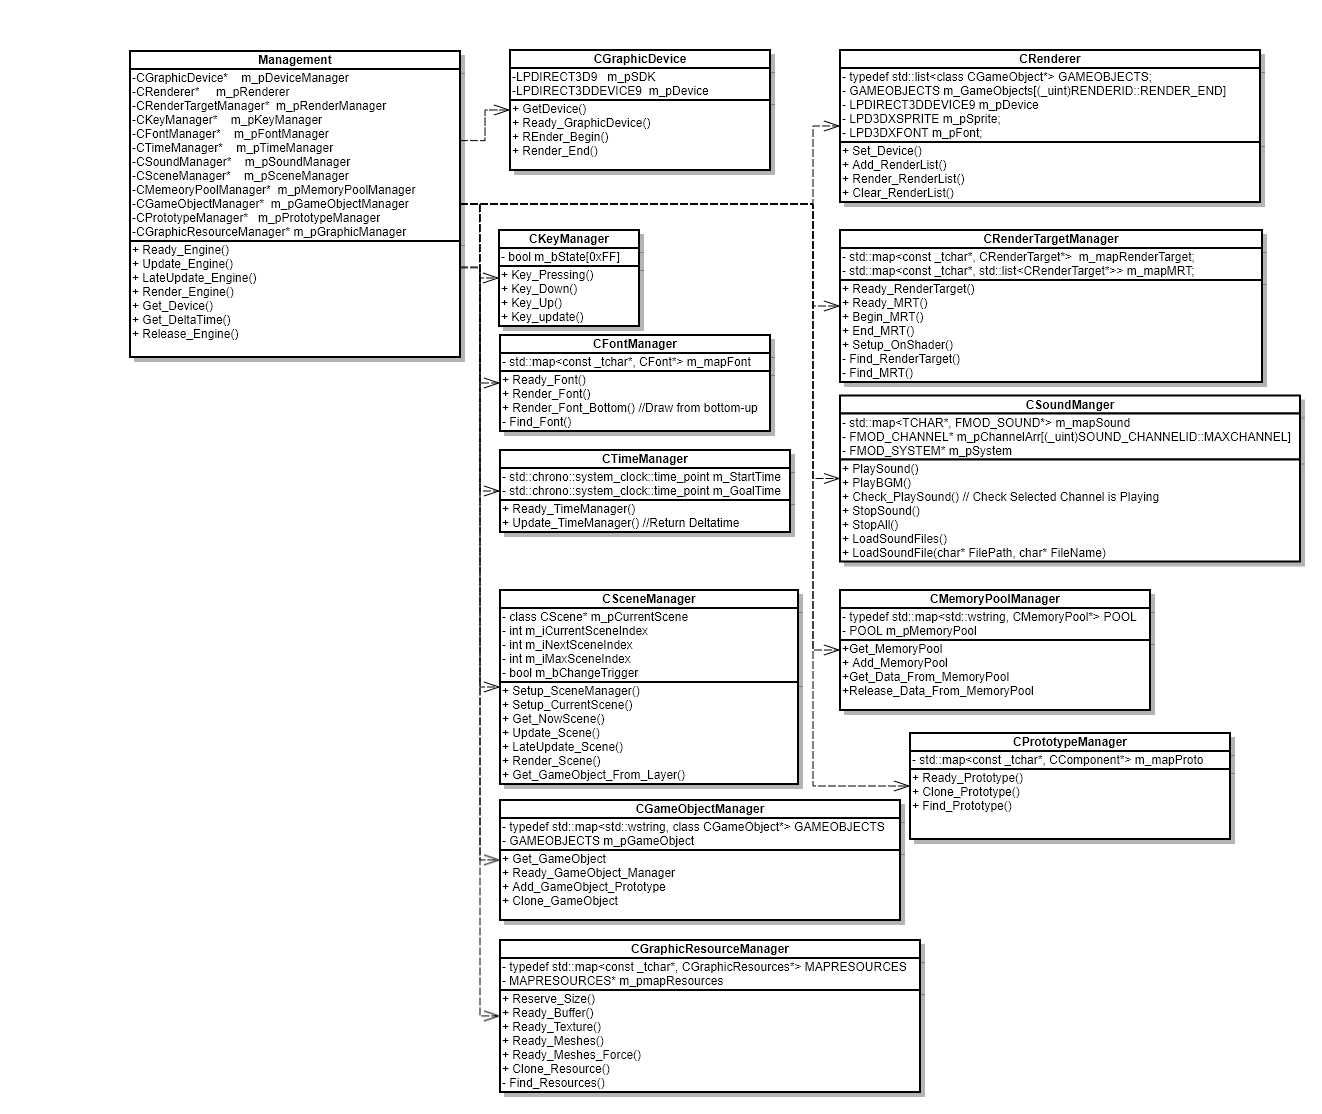 Management
-CGraphicDevice* m_pDeviceManager
-CRenderer* m_pRenderer
-CRenderTargetManager* m_pRenderManager
-CKeyManager* m_pKeyManager
-CFontManager* m_pFontManager
-CTimeManager* m_pTimeManager
-CSoundManager* m_pSoundManager
-CSceneManager* m_pSceneManager
-CMemeoryPoolManager* m_pMemoryPoolManager
-CGameObjectManager* m_pGameObjectManager
-CPrototypeManager* m_pPrototypeManager
-CGraphicResourceManager* m_pGraphicManager
+ Ready_Engine()
+ Update_Engine()
+ LateUpdate_Engine()
+ Render_Engine()
+ Get_Device()
+ Get_DeltaTime()
+ Release_Engine()
CGraphicDevice
-LPDIRECT3D9 m_pSDK
-LPDIRECT3DDEVICE9 m_pDevice
+ GetDevice()
+ Ready_GraphicDevice()
+ REnder_Begin()
+ Render_End()
CRenderer
- typedef std::list<class CGameObject*> GAMEOBJECTS;
- GAMEOBJECTS m_GameObjects[(_uint)RENDERID::RENDER_END]
- LPDIRECT3DDEVICE9 m_pDevice
- LPD3DXSPRITE m_pSprite;
- LPD3DXFONT m_pFont;
+ Set_Device()
+ Add_RenderList()
+ Render_RenderList()
+ Clear_RenderList()
CKeyManager
- bool m_bState[0xFF]
+ Key_Pressing()
+ Key_Down()
+ Key_Up()
+ Key_update()
CRenderTargetManager
- std::map<const _tchar*, CRenderTarget*> m_mapRenderTarget;
- std::map<const _tchar*, std::list<CRenderTarget*>> m_mapMRT;
+ Ready_RenderTarget()
+ Ready_MRT()
+ Begin_MRT()
+ End_MRT()
+ Setup_OnShader()
- Find_RenderTarget()
- Find_MRT()
CFontManager
- std::map<const _tchar*, CFont*> m_mapFont
+ Ready_Font()
+ Render_Font()
+ Render_Font_Bottom() //Draw from bottom-up
- Find_Font()
CSoundManger
- std::map<TCHAR*, FMOD_SOUND*> m_mapSound
- FMOD_CHANNEL* m_pChannelArr[(_uint)SOUND_CHANNELID::MAXCHANNEL]
- FMOD_SYSTEM* m_pSystem
+ PlaySound()
+ PlayBGM()
+ Check_PlaySound() // Check Selected Channel is Playing
+ StopSound()
+ StopAll()
+ LoadSoundFiles()
+ LoadSoundFile(char* FilePath, char* FileName)
CTimeManager
- std::chrono::system_clock::time_point m_StartTime
- std::chrono::system_clock::time_point m_GoalTime
+ Ready_TimeManager()
+ Update_TimeManager() //Return Deltatime
CSceneManager
- class CScene* m_pCurrentScene
- int m_iCurrentSceneIndex
- int m_iNextSceneIndex
- int m_iMaxSceneIndex
- bool m_bChangeTrigger
+ Setup_SceneManager()
+ Setup_CurrentScene()
+ Get_NowScene()
+ Update_Scene()
+ LateUpdate_Scene()
+ Render_Scene()
+ Get_GameObject_From_Layer()
CMemoryPoolManager
- typedef std::map<std::wstring, CMemoryPool*> POOL
- POOL m_pMemoryPool
+Get_MemoryPool
+ Add_MemoryPool
+Get_Data_From_MemoryPool
+Release_Data_From_MemoryPool
CPrototypeManager
- std::map<const _tchar*, CComponent*> m_mapProto
+ Ready_Prototype()
+ Clone_Prototype()
+ Find_Prototype()
CGameObjectManager
- typedef std::map<std::wstring, class CGameObject*> GAMEOBJECTS
- GAMEOBJECTS m_pGameObject
+ Get_GameObject
+ Ready_GameObject_Manager
+ Add_GameObject_Prototype
+ Clone_GameObject
CGraphicResourceManager
- typedef std::map<const _tchar*, CGraphicResources*> MAPRESOURCES
- MAPRESOURCES* m_pmapResources
+ Reserve_Size()
+ Ready_Buffer()
+ Ready_Texture()
+ Ready_Meshes()
+ Ready_Meshes_Force()
+ Clone_Resource()
- Find_Resources()